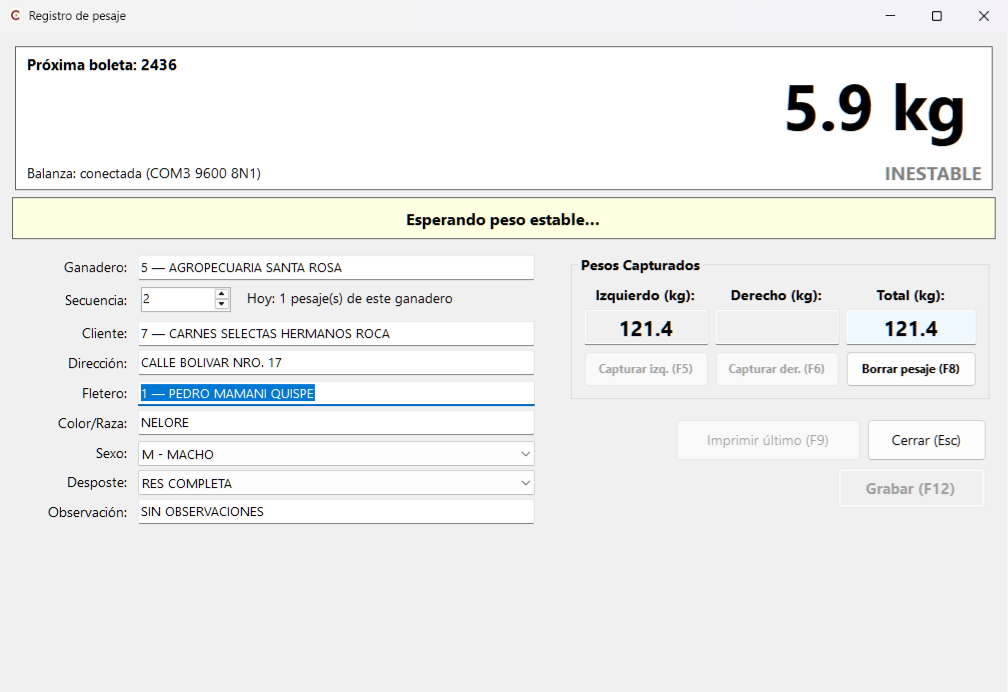 Registro de pesaje
Próxima boleta: 2436
5.9 kg
Balanza: conectada (COM3 9600 8N1)
INESTABLE
Esperando peso estable...
Ganadero: 5 — AGROPECUARIA SANTA ROSA
Secuencia: 2 Hoy: 1 pesaje(s) de este ganadero
Cliente: 7 — CARNES SELECTAS HERMANOS ROCA
Dirección: CALLE BOLIVAR NRO. 17
Fletero: 1 — PEDRO MAMANI QUISPE
Color/Raza: NELORE
Sexo: M - MACHO
Desposte: RES COMPLETA
Observación: SIN OBSERVACIONES
Pesos Capturados
Izquierdo (kg): Derecho (kg): Total (kg):
121.4 121.4
Capturar izq. (F5) Capturar der. (F6) Borrar pesaje (F8)
Imprimir último (F9) Cerrar (Esc)
Grabar (F12)